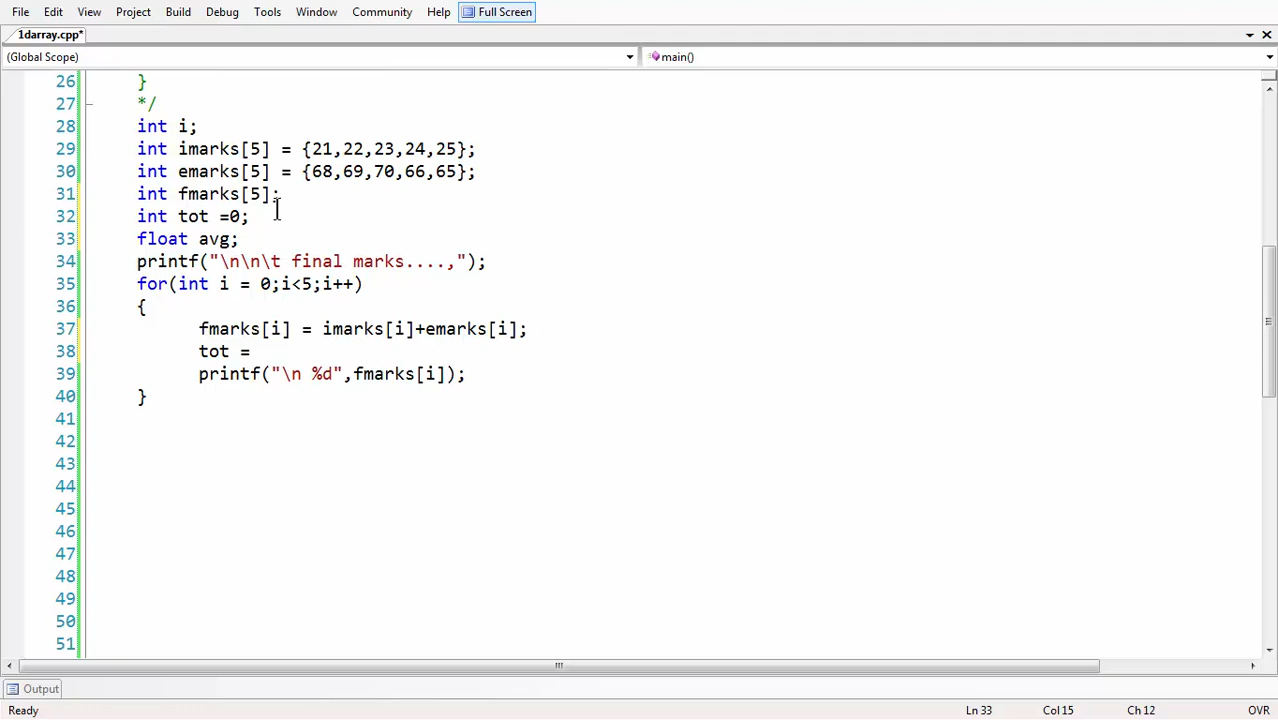 File Edit View Project Build Debug Tools Window Community Help Full Screen
1darray.cpp*
(Global Scope) main()
26 }
27 */
28 int i;
29 int imarks[5] = {21,22,23,24,25};
30 int emarks[5] = {68,69,70,66,65};
31 int fmarks[5];
32 int tot =0;
33 float avg;
34 printf("\n\n\t final marks....,");
35 for(int i = 0;i<5;i++)
36 {
37 fmarks[i] = imarks[i]+emarks[i];
38 tot =
39 printf("\n %d",fmarks[i]);
40 }
41
42
43
44
45
46
47
48
49
50
51
Output
Ready Ln 33 Col 15 Ch 12 OVR